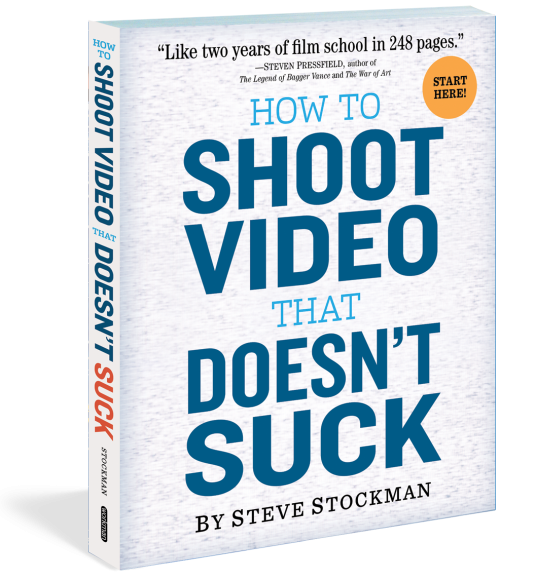 “Like two years of film school in 248 pages.”
—STEVEN PRESSFIELD, author of
The Legend of Bagger Vance and The War of Art
START
HERE!
HOW TO
SHOOT
VIDEO
THAT
DOESN’T
SUCK
BY STEVE STOCKMAN
HOW
TO
SHOOT VIDEO
THAT
DOESN’T SUCK
STOCKMAN
workman